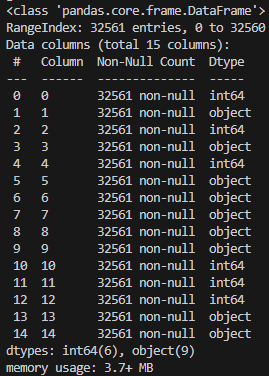 <class 'pandas.core.frame.DataFrame'>
RangeIndex: 32561 entries, 0 to 32560
Data columns (total 15 columns):
 #   Column  Non-Null Count  Dtype
---  ------  --------------  -----
 0   0       32561 non-null  int64
 1   1       32561 non-null  object
 2   2       32561 non-null  int64
 3   3       32561 non-null  object
 4   4       32561 non-null  int64
 5   5       32561 non-null  object
 6   6       32561 non-null  object
 7   7       32561 non-null  object
 8   8       32561 non-null  object
 9   9       32561 non-null  object
 10  10      32561 non-null  int64
 11  11      32561 non-null  int64
 12  12      32561 non-null  int64
 13  13      32561 non-null  object
 14  14      32561 non-null  object
dtypes: int64(6), object(9)
memory usage: 3.7+ MB